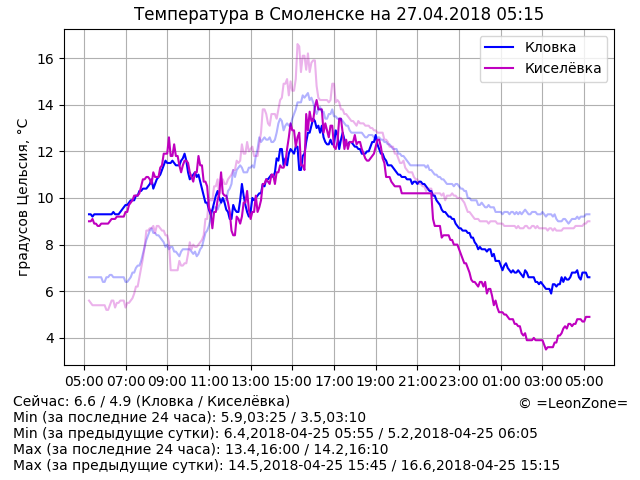 Температура в Смоленске на 27.04.2018 05:15
Кловка
Киселёвка
градусов Цельсия, °C
16
14
12
10
8
6
4
05:00 07:00 09:00 11:00 13:00 15:00 17:00 19:00 21:00 23:00 01:00 03:00 05:00
Сейчас: 6.6 / 4.9 (Кловка / Киселёвка)
© =LeonZone=
Min (за последние 24 часа): 5.9,03:25 / 3.5,03:10
Min (за предыдущие сутки): 6.4,2018-04-25 05:55 / 5.2,2018-04-25 06:05
Max (за последние 24 часа): 13.4,16:00 / 14.2,16:10
Max (за предыдущие сутки): 14.5,2018-04-25 15:45 / 16.6,2018-04-25 15:15